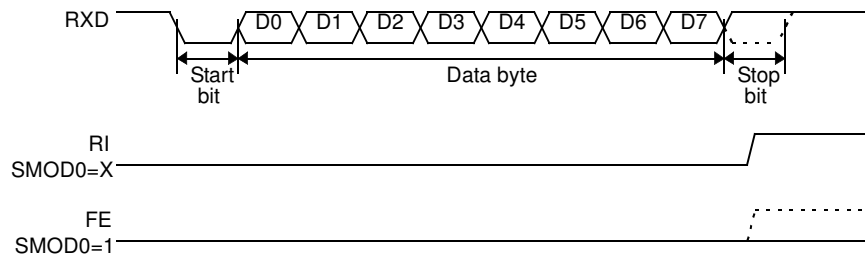 RXD
D0 D1 D2 D3 D4 D5 D6 D7
Start bit
Data byte
Stop bit
RI
SMOD0=X
FE
SMOD0=1